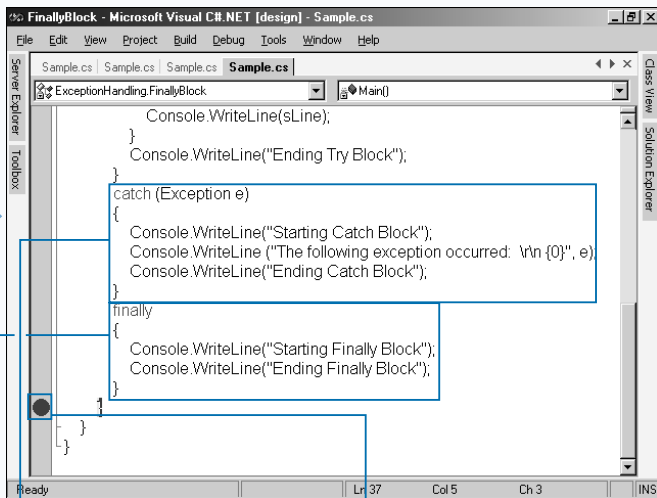 FinallyBlock - Microsoft Visual C#.NET [design] - Sample.cs
File Edit View Project Build Debug Tools Window Help
Sample.cs Sample.cs Sample.cs Sample.cs
ExceptionHandling.FinallyBlock Main()
Server Explorer
Toolbox
Class View
Solution Explorer
Console.WriteLine(sLine);
}
Console.WriteLine("Ending Try Block");
}
catch (Exception e)
{
Console.WriteLine("Starting Catch Block");
Console.WriteLine ("The following exception occurred: \r\n {0}", e);
Console.WriteLine("Ending Catch Block");
}
finally
{
Console.WriteLine("Starting Finally Block");
Console.WriteLine("Ending Finally Block");
}
}
}
}
Ready Ln 37 Col 5 Ch 3 INS